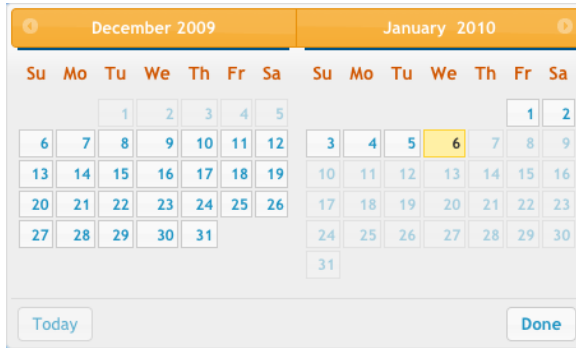 December 2009 January 2010
Su Mo Tu We Th Fr Sa Su Mo Tu We Th Fr Sa
1 2 3 4 5 1 2
6 7 8 9 10 11 12 3 4 5 6 7 8 9
13 14 15 16 17 18 19 10 11 12 13 14 15 16
20 21 22 23 24 25 26 17 18 19 20 21 22 23
27 28 29 30 31 24 25 26 27 28 29 30
31
Today Done